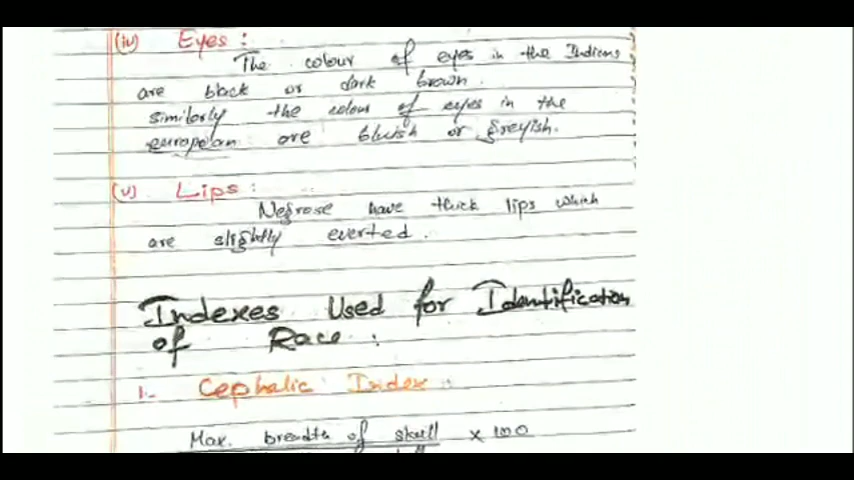 (iv) Eyes :
The colour of eyes in the Indians
are black or dark brown.
similarly the colour of eyes in the
european are bluish or greyish.
(v) Lips :
Negrose have thick lips which
are slightly everted.
Indexes Used for Identification
of Race :
1. Cephalic Index :
Max. breadth of skull × 100